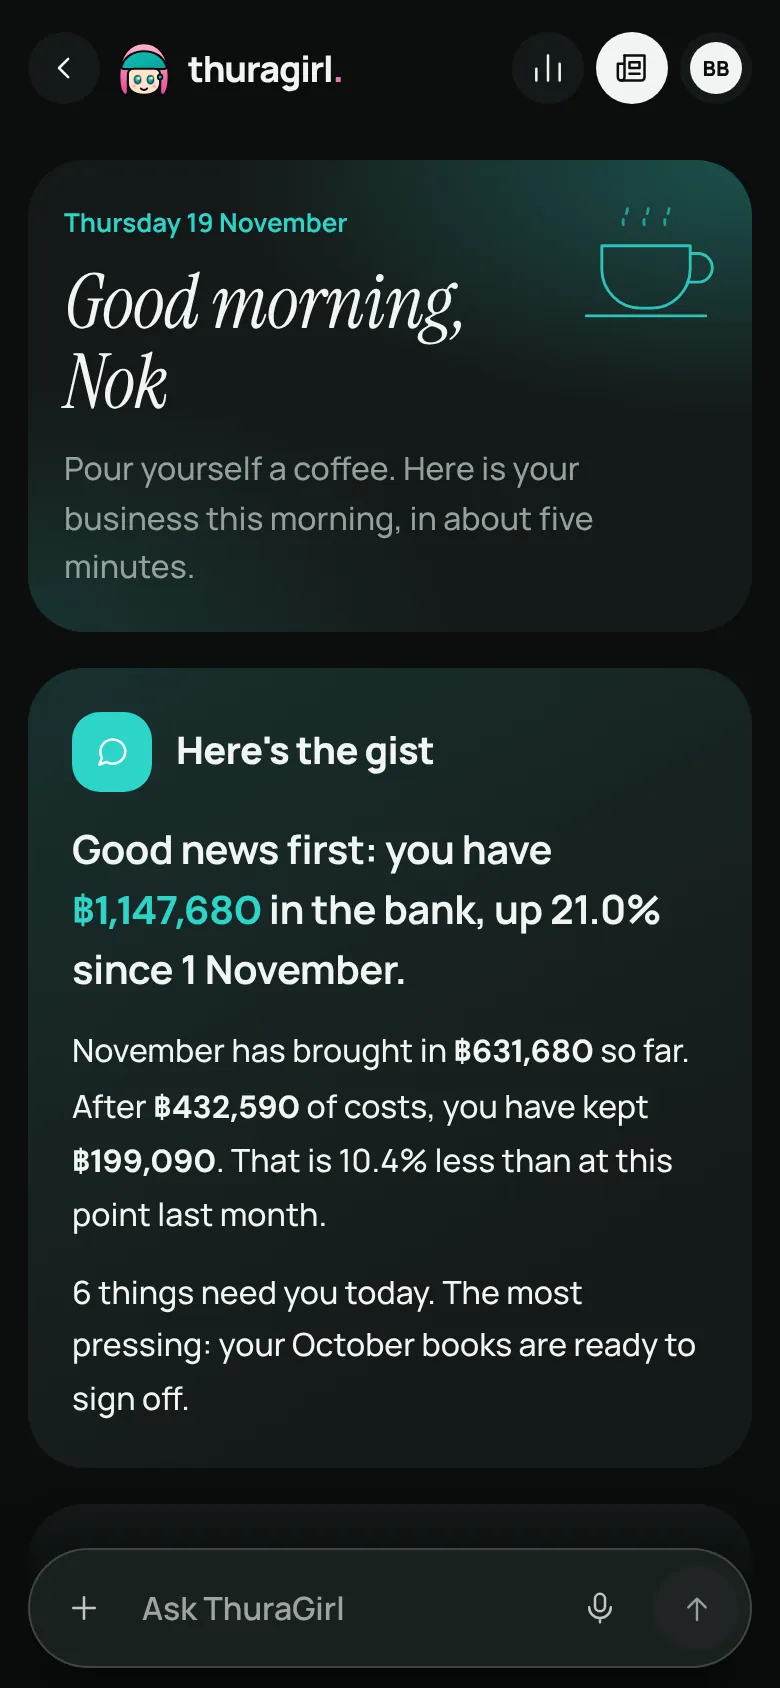 thuragirl.
BB
Thursday 19 November
Good morning,
Nok
Pour yourself a coffee. Here is your
business this morning, in about five
minutes.
Here's the gist
Good news first: you have
฿1,147,680 in the bank, up 21.0%
since 1 November.
November has brought in ฿631,680 so far.
After ฿432,590 of costs, you have kept
฿199,090. That is 10.4% less than at this
point last month.
6 things need you today. The most
pressing: your October books are ready to
sign off.
Ask ThuraGirl